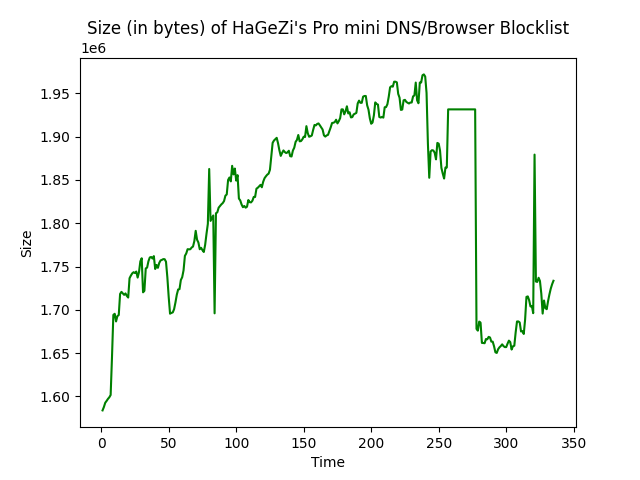 Size (in bytes) of HaGeZi's Pro mini DNS/Browser Blocklist
1e6
1.95
1.90
1.85
1.80
1.75
1.70
1.65
1.60
Size
0 50 100 150 200 250 300 350
Time